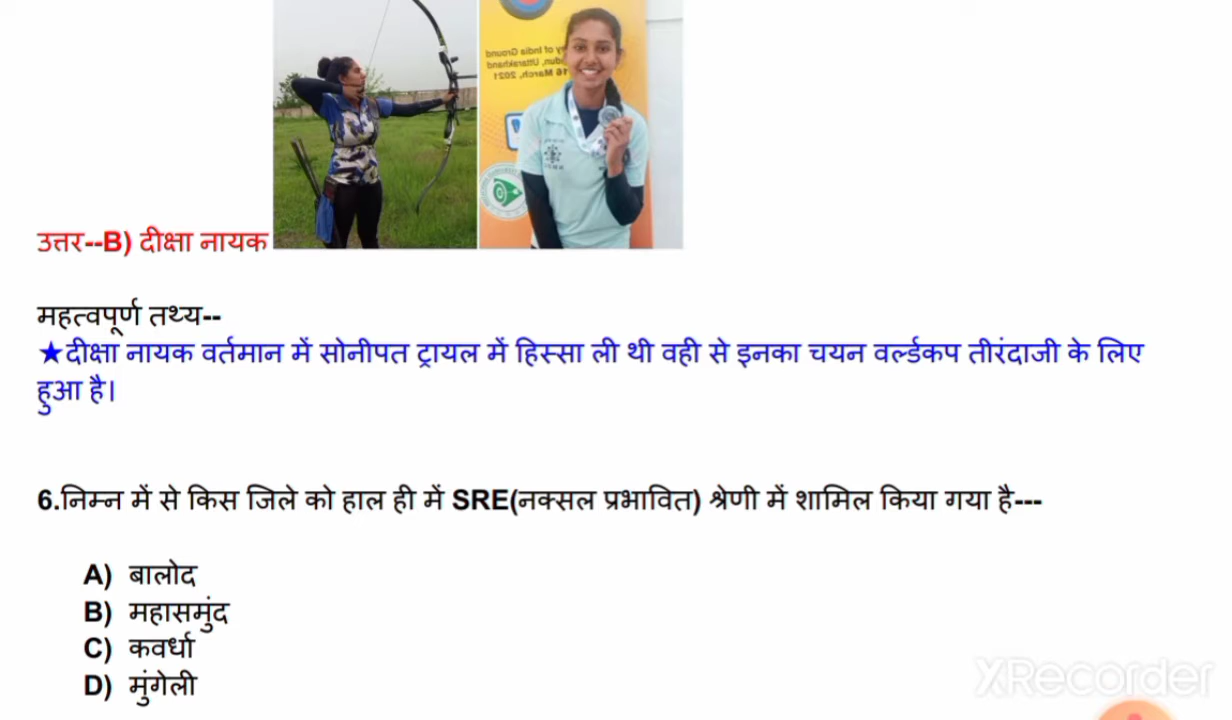 उत्तर--B) दीक्षा नायक
महत्वपूर्ण तथ्य--
★दीक्षा नायक वर्तमान में सोनीपत ट्रायल में हिस्सा ली थी वही से इनका चयन वर्ल्डकप तीरंदाजी के लिए
हुआ है।
6.निम्न में से किस जिले को हाल ही में SRE(नक्सल प्रभावित) श्रेणी में शामिल किया गया है---
A) बालोद
B) महासमुंद
C) कवर्धा
D) मुंगेली
XRecorder